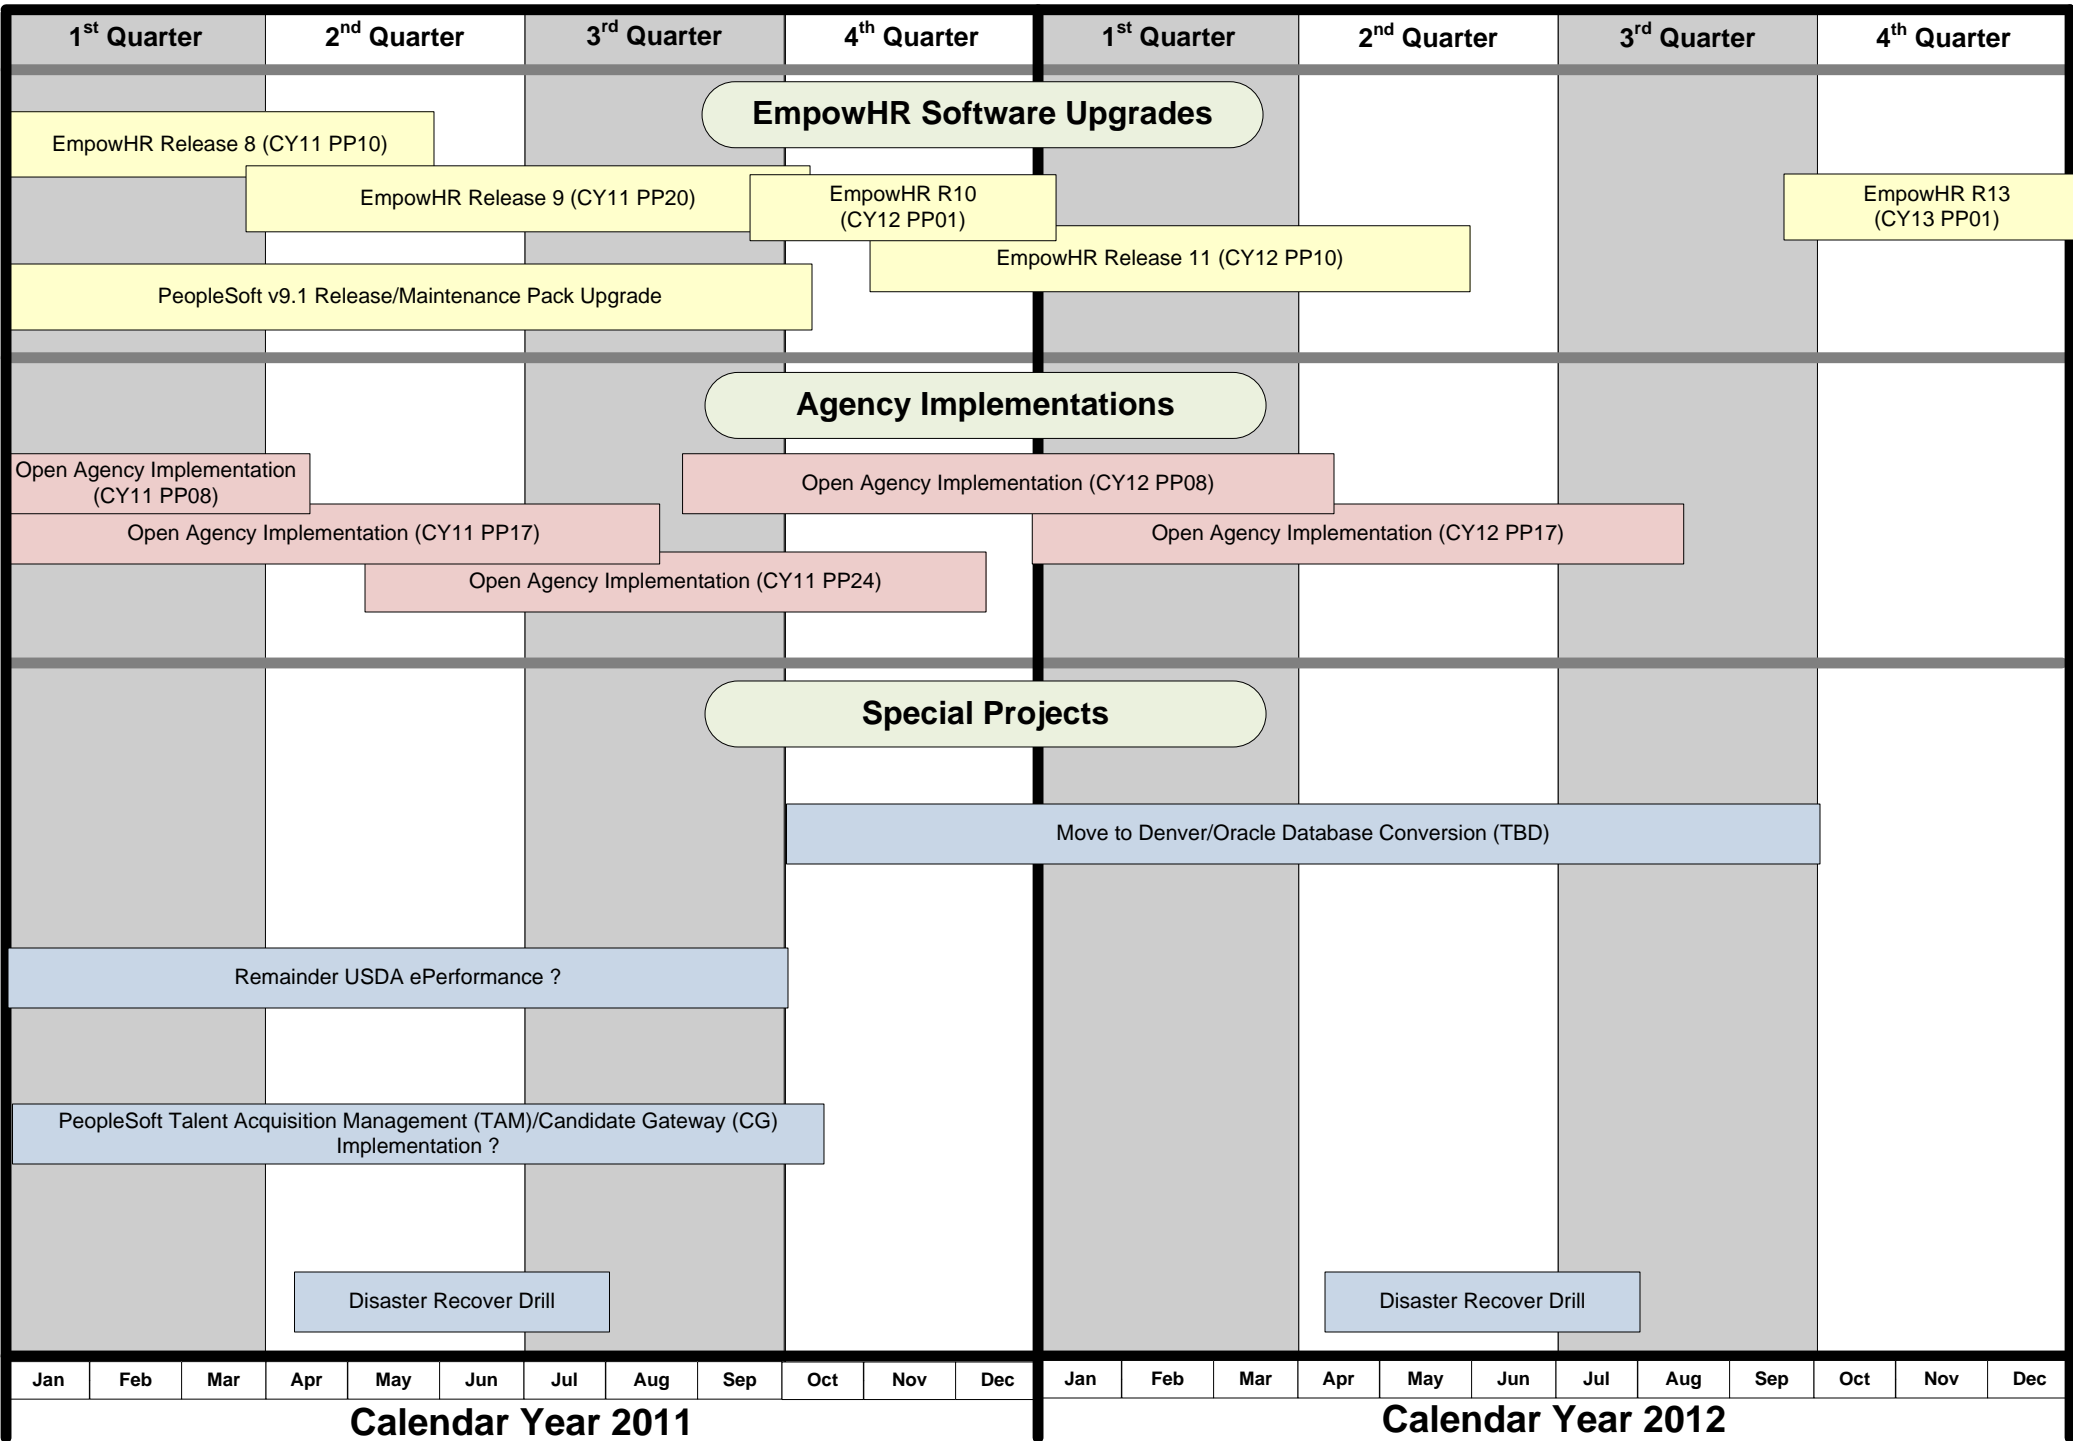 1st Quarter
2nd Quarter
3rd Quarter
4th Quarter
1st Quarter
2nd Quarter
3rd Quarter
4th Quarter
EmpowHR Software Upgrades
EmpowHR Release 8 (CY11 PP10)
EmpowHR Release 9 (CY11 PP20)
EmpowHR R10
(CY12 PP01)
EmpowHR R13
(CY13 PP01)
EmpowHR Release 11 (CY12 PP10)
PeopleSoft v9.1 Release/Maintenance Pack Upgrade
Agency Implementations
Open Agency Implementation
(CY11 PP08)
Open Agency Implementation (CY12 PP08)
Open Agency Implementation (CY11 PP17)
Open Agency Implementation (CY12 PP17)
Open Agency Implementation (CY11 PP24)
Special Projects
Move to Denver/Oracle Database Conversion (TBD)
Remainder USDA ePerformance ?
PeopleSoft Talent Acquisition Management (TAM)/Candidate Gateway (CG)
Implementation ?
Disaster Recover Drill
Disaster Recover Drill
Jan
Feb
Mar
Apr
May
Jun
Jul
Aug
Sep
Oct
Nov
Dec
Jan
Feb
Mar
Apr
May
Jun
Jul
Aug
Sep
Oct
Nov
Dec
Calendar Year 2011
Calendar Year 2012